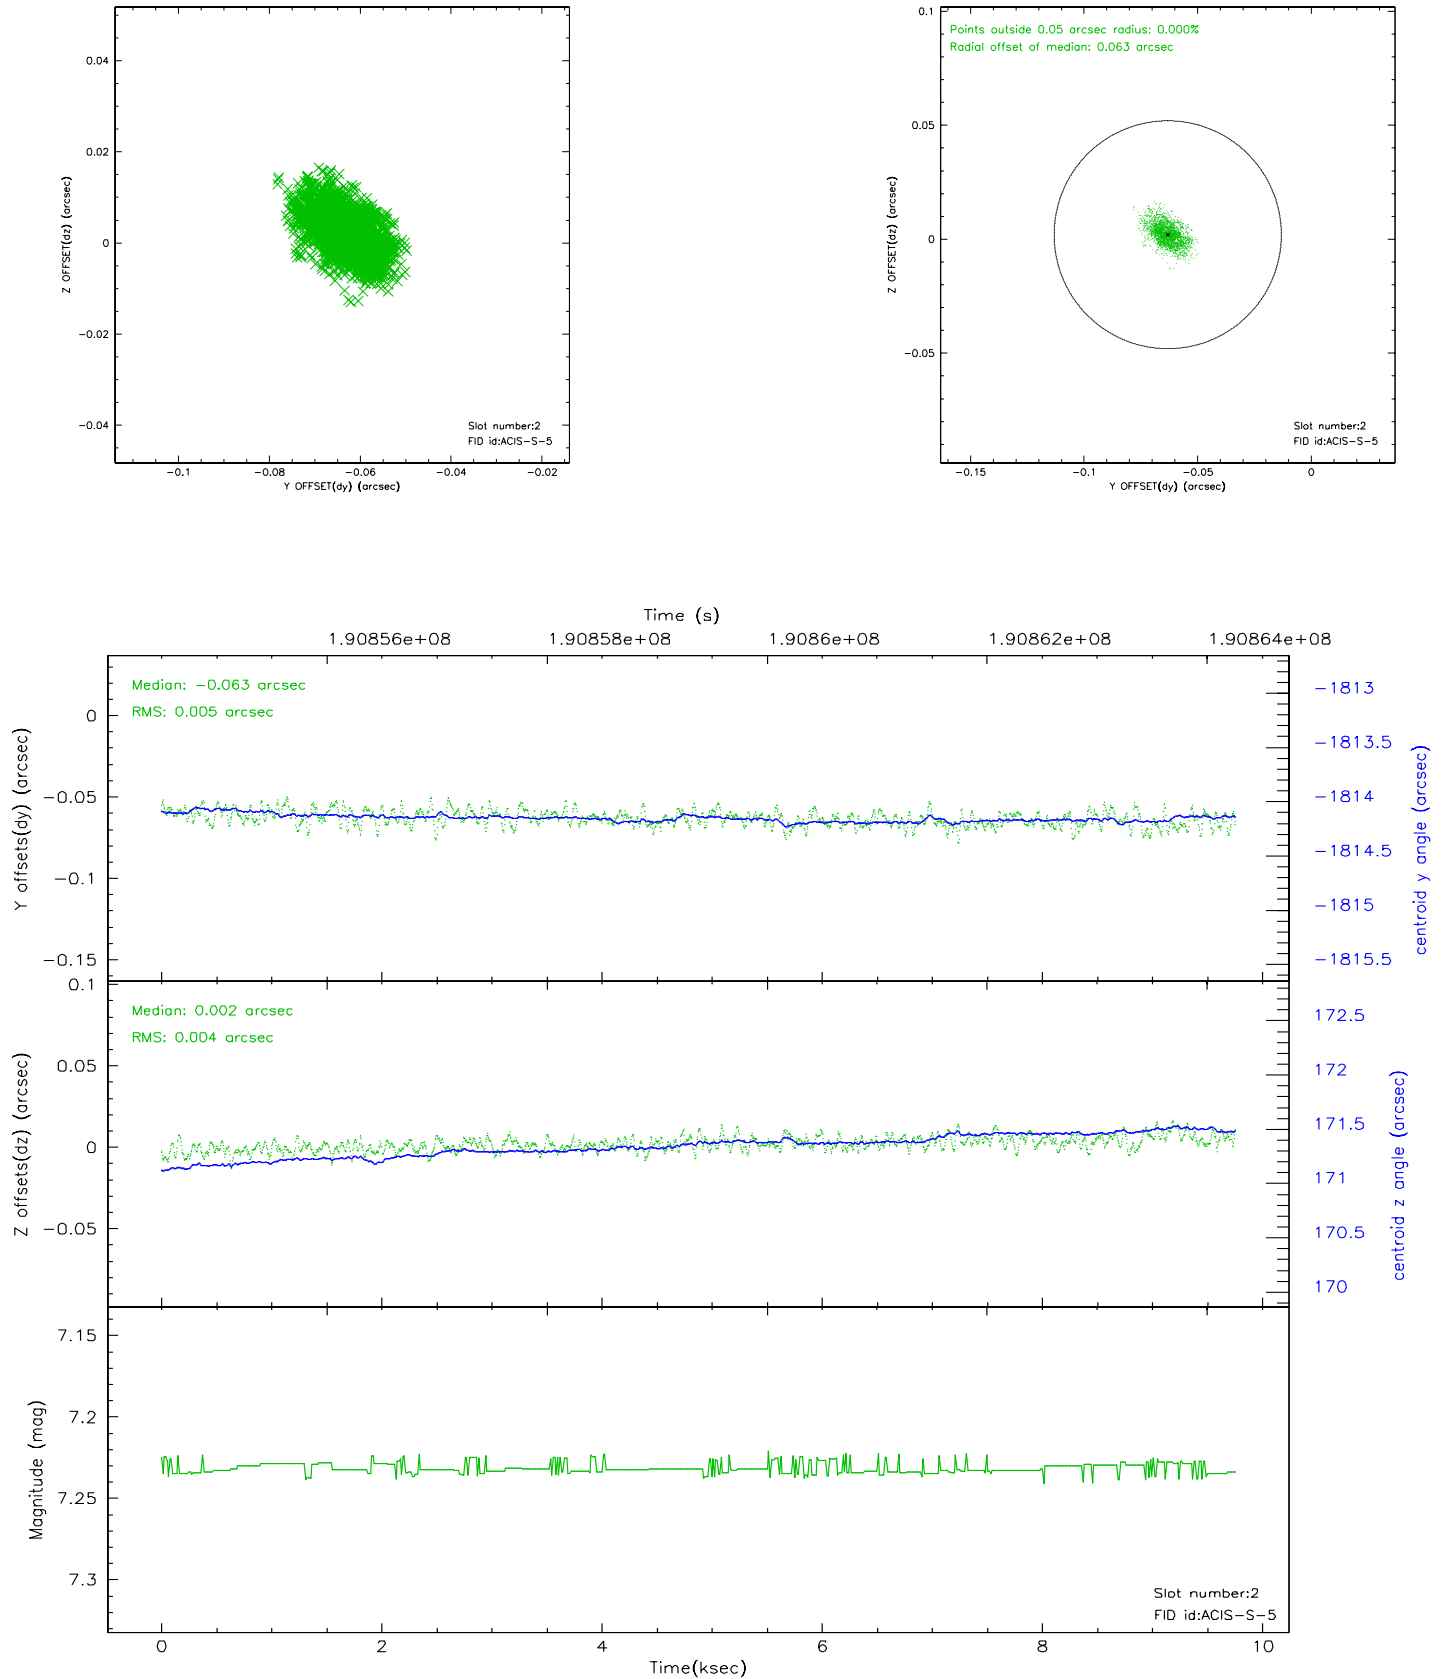 0.04
0.02
0
-0.02
-0.04
Z OFFSET(dz) (arcsec)
Slot number:2
FID id:ACIS-S-5
-0.1
-0.08
-0.06
-0.04
-0.02
Y OFFSET(dy) (arcsec)
Points outside 0.05 arcsec radius: 0.000%
Radial offset of median: 0.063 arcsec
0.1
0.05
0
-0.05
Z OFFSET(dz) (arcsec)
Slot number:2
FID id:ACIS-S-5
-0.15
-0.1
-0.05
0
Y OFFSET(dy) (arcsec)
Time (s)
1.90856e+08
1.90858e+08
1.9086e+08
1.90862e+08
1.90864e+08
Median: -0.063 arcsec
RMS: 0.005 arcsec
0
-0.05
-0.1
-0.15
Y offsets(dy) (arcsec)
-1813
-1813.5
-1814
-1814.5
-1815
-1815.5
centroid y angle (arcsec)
Median: 0.002 arcsec
RMS: 0.004 arcsec
0.1
0.05
0
-0.05
Z offsets(dz) (arcsec)
172.5
172
171.5
171
170.5
170
centroid z angle (arcsec)
7.15
7.2
7.25
7.3
Magnitude (mag)
Slot number:2
FID id:ACIS-S-5
0
2
4
6
8
10
Time(ksec)